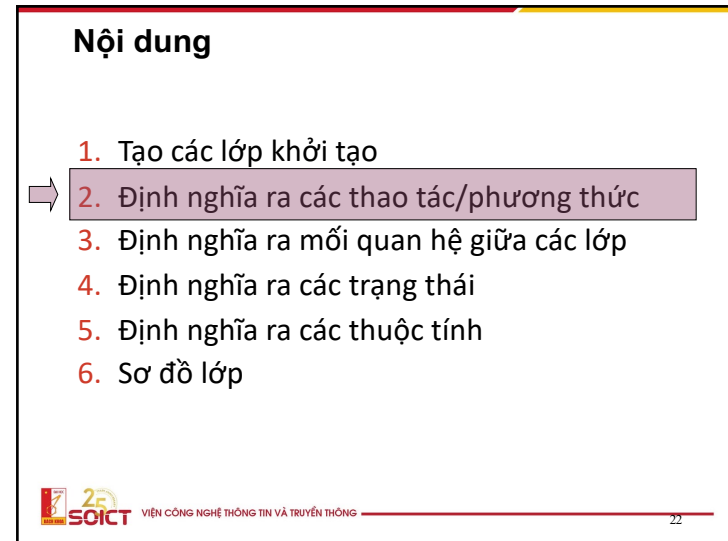 Nội dung
1. Tạo các lớp khởi tạo
2. Định nghĩa ra các thao tác/phương thức
3. Định nghĩa ra mối quan hệ giữa các lớp
4. Định nghĩa ra các trạng thái
5. Định nghĩa ra các thuộc tính
6. Sơ đồ lớp
25
SOICT VIỆN CÔNG NGHỆ THÔNG TIN VÀ TRUYỀN THÔNG
22